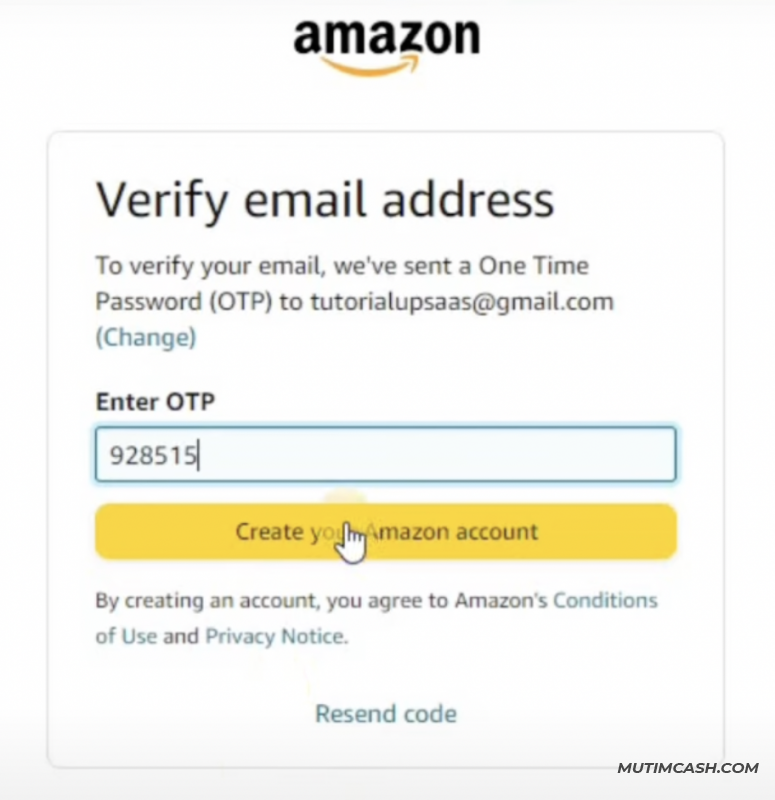 amazon
Verify email address
To verify your email, we've sent a One Time
Password (OTP) to tutorialupsaas@gmail.com
(Change)
Enter OTP
928515
Create your Amazon account
By creating an account, you agree to Amazon's Conditions
of Use and Privacy Notice.
Resend code
MUTIMCASH.COM